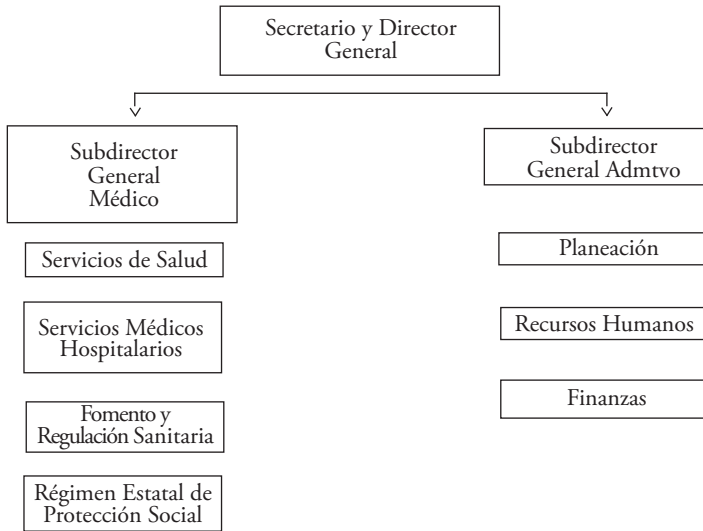 Secretario y Director
General
Subdirector
General
Médico
Servicios de Salud
Servicios Médicos
Hospitalarios
Fomento y
Regulación Sanitaria
Régimen Estatal de
Protección Social
Subdirector
General Admtvo
Planeación
Recursos Humanos
Finanzas